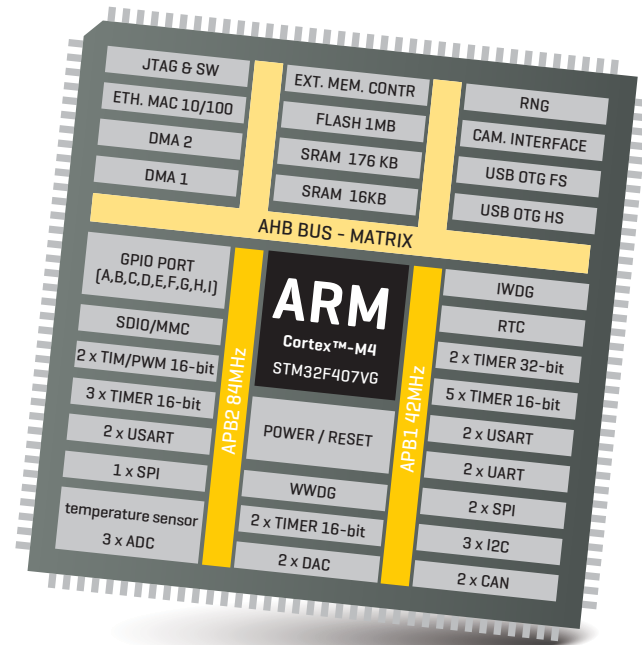 JTAG & SW
ETH. MAC 10/100
DMA 2
DMA 1
EXT. MEM. CONTR
FLASH 1MB
SRAM 176 KB
SRAM 16KB
RNG
CAM. INTERFACE
USB OTG FS
USB OTG HS
AHB BUS - MATRIX
GPIO PORT
(A,B,C,D,E,F,G,H,I)
SDIO/MMC
2 x TIM/PWM 16-bit
3 x TIMER 16-bit
2 x USART
1 x SPI
temperature sensor
3 x ADC
APB2 84MHz
ARM
Cortex™-M4
STM32F407VG
POWER / RESET
WWDG
2 x TIMER 16-bit
2 x DAC
APB1 42MHz
IWDG
RTC
2 x TIMER 32-bit
5 x TIMER 16-bit
2 x USART
2 x UART
2 x SPI
3 x I2C
2 x CAN